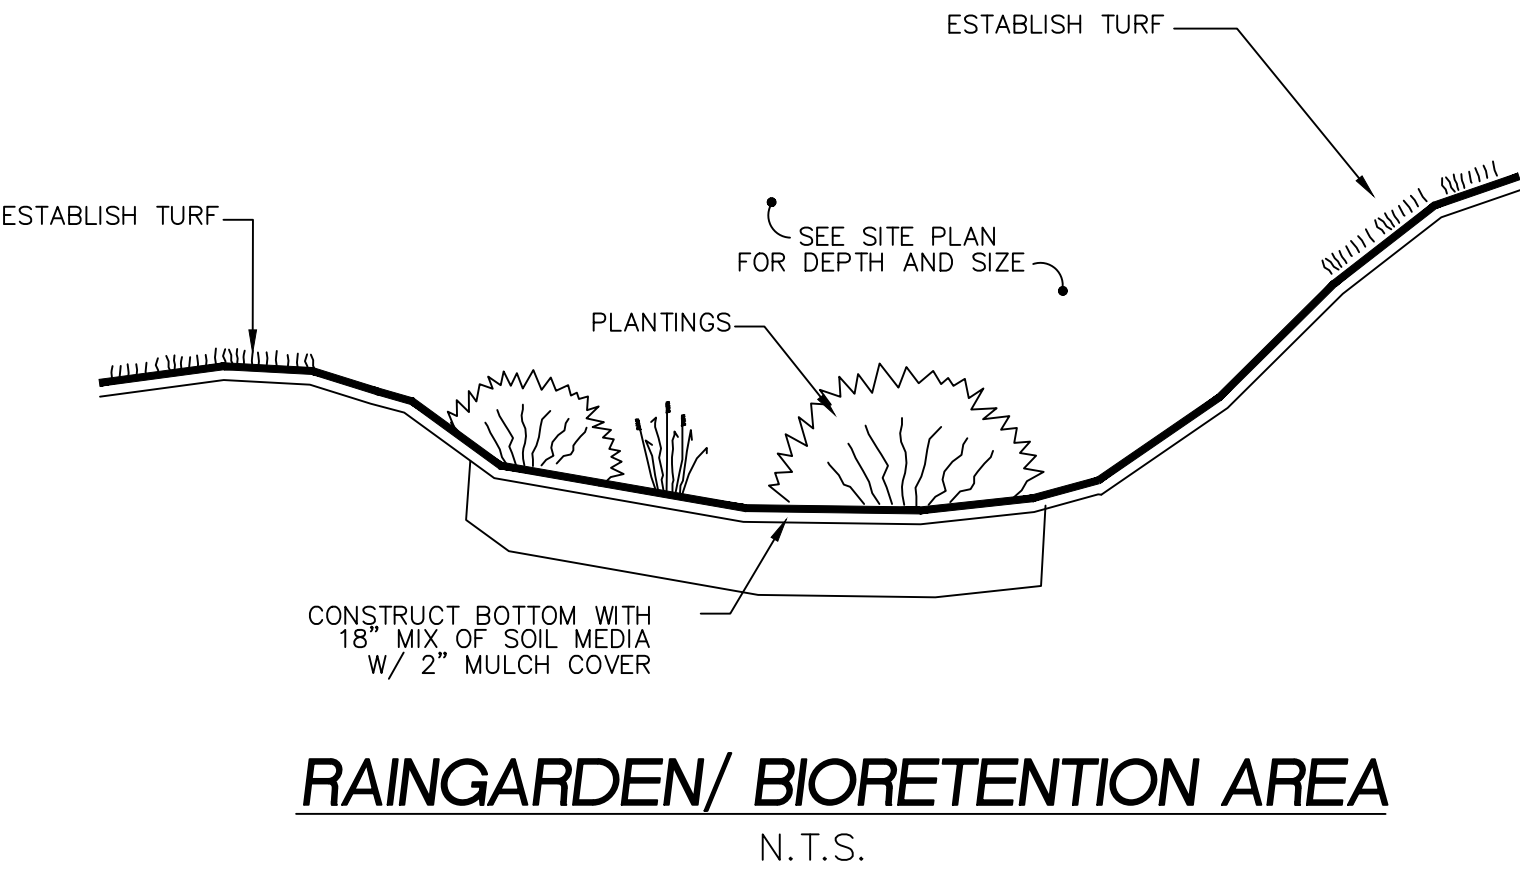 ESTABLISH TURF
ESTABLISH TURF
SEE SITE PLAN
FOR DEPTH AND SIZE
PLANTINGS
CONSTRUCT BOTTOM WITH
18" MIX OF SOIL MEDIA
W/ 2" MULCH COVER
RAINGARDEN/ BIORETENTION AREA
N.T.S.